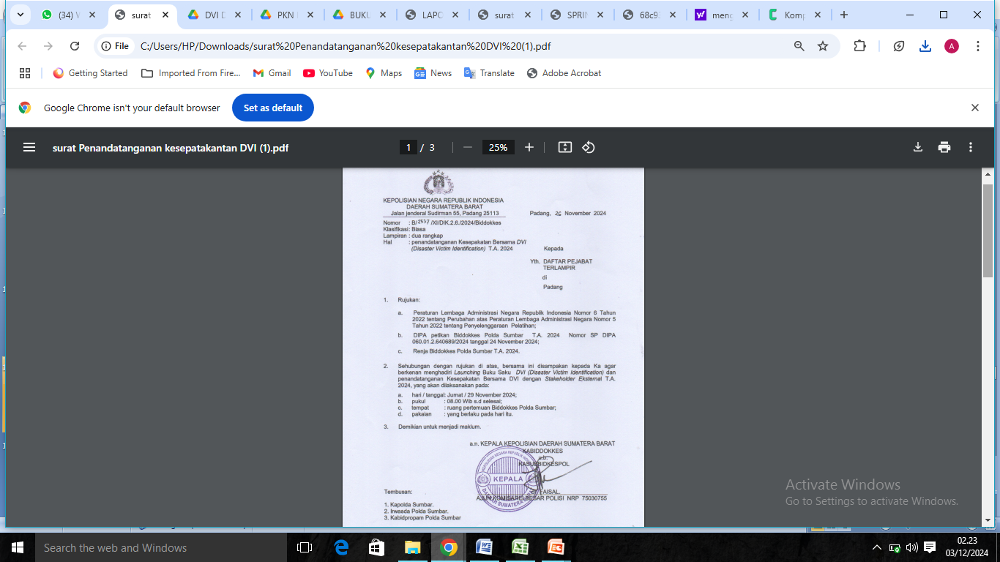 (34) W
surat
DVI D
PKN
BUKU
LAPO
surat
SPRIN
68c93
meng
Komp
File
C:/Users/HP/Downloads/surat%20Penandatanganan%20kesepatakantan%20DVI%20(1).pdf
A
Getting Started
Imported From Fire...
Gmail
YouTube
Maps
News
Translate
Adobe Acrobat
Google Chrome isn't your default browser
Set as default
surat Penandatanganan kesepatakantan DVI (1).pdf
1 / 3
25%
KEPOLISIAN NEGARA REPUBLIK INDONESIA
DAERAH SUMATERA BARAT
Jalan jenderal Sudirman 55, Padang 25113
Padang, 26 November 2024
Nomor : B/2537/XI/DIK.2.6./2024/Biddokkes
Klasifikasi: Biasa
Lampiran : dua rangkap
Hal : penandatanganan Kesepakatan Bersama DVI
(Disaster Victim Identification) T.A. 2024
Kepada
Yth. DAFTAR PEJABAT
TERLAMPIR
di
Padang
1. Rujukan:
a. Peraturan Lembaga Administrasi Negara Republik Indonesia Nomor 6 Tahun
2022 tentang Perubahan atas Peraturan Lembaga Administrasi Negara Nomor 5
Tahun 2022 tentang Penyelenggaraan Pelatihan;
b. DIPA petikan Biddokkes Polda Sumbar T.A. 2024 Nomor SP DIPA
060.01.2.640689/2024 tanggal 24 November 2024;
c. Renja Biddokkes Polda Sumbar T.A. 2024.
2. Sehubungan dengan rujukan di atas, bersama ini disampakan kepada Ka agar
berkenan menghadiri Launching Buku Saku DVI (Disaster Victim Identification) dan
penandatanganan Kesepakatan Bersama DVI dengan Stakeholder Eksternal T.A.
2024, yang akan dilaksanakan pada:
a. hari / tanggal: Jumat / 29 November 2024;
b. pukul : 08.00 Wib s.d selesai;
c. tempat : ruang pertemuan Biddokkes Polda Sumbar;
d. pakaian : yang berlaku pada hari itu.
3. Demikian untuk menjadi maklum.
a.n. KEPALA KEPOLISIAN DAERAH SUMATERA BARAT
KABIDDOKKES
u.b.
KASUBBIDKESPOL
KEPOLISIAN NEGARA REPUBLIK INDONESIA
KEPALA
DAERAH SUMATERA BARAT
FAISAL.
AJUN KOMISARIS BESAR POLISI NRP 75030755
Tembusan:
1. Kapolda Sumbar.
2. Irwasda Polda Sumbar.
3. Kabidpropam Polda Sumbar
Activate Windows
Go to Settings to activate Windows.
Search the web and Windows
02.23
03/12/2024